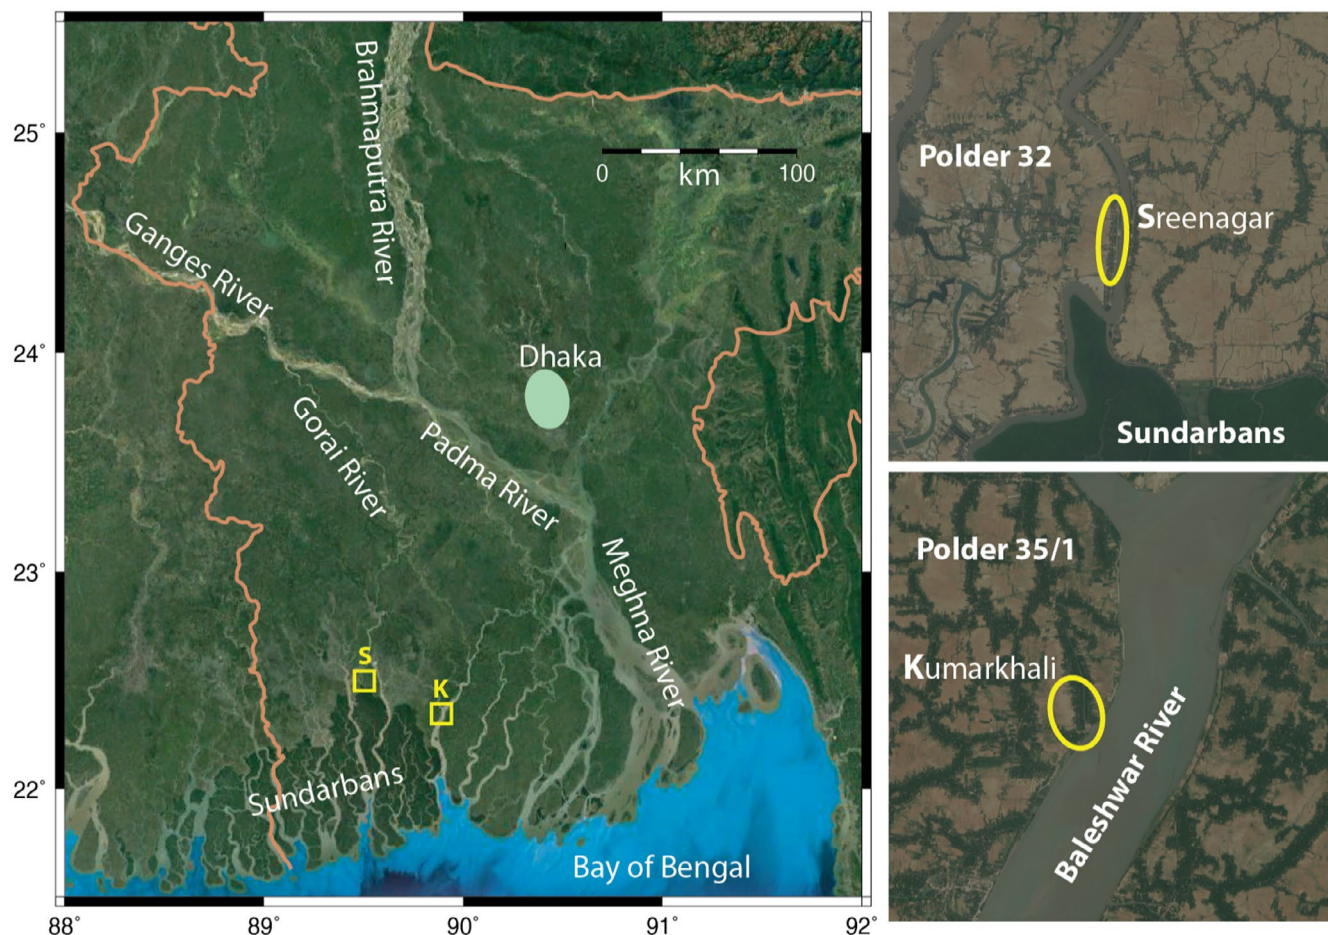 25°
24°
23°
22°
88°
89°
90°
91°
92°
Brahmaputra River
0 km 100
Ganges River
Dhaka
Gorai River
Padma River
Meghna River
S
K
Sundarbans
Bay of Bengal
Polder 32
Sreenagar
Sundarbans
Polder 35/1
Kumarkhali
Baleshwar River